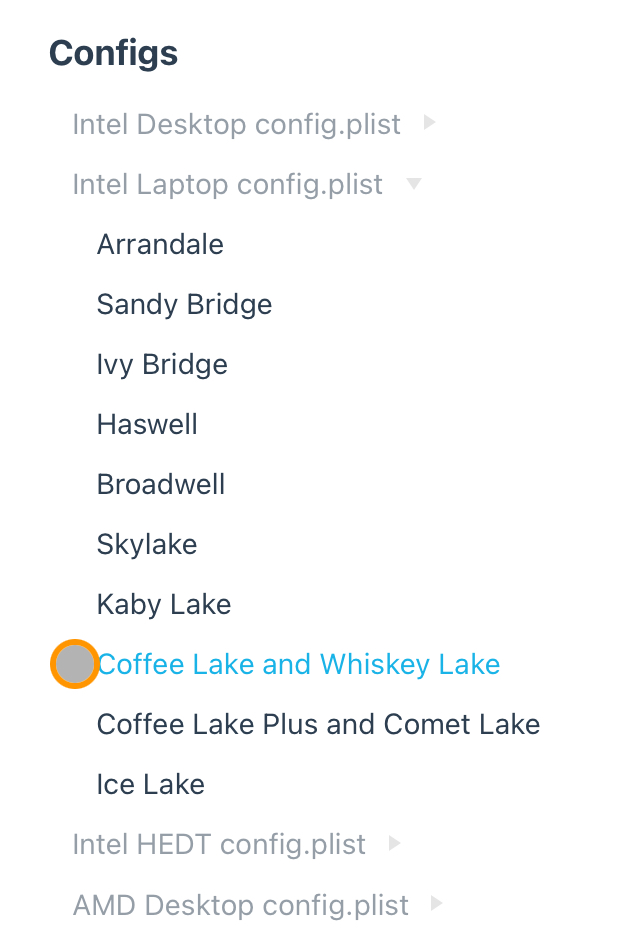 Configs
Intel Desktop config.plist
Intel Laptop config.plist
Arrandale
Sandy Bridge
Ivy Bridge
Haswell
Broadwell
Skylake
Kaby Lake
Coffee Lake and Whiskey Lake
Coffee Lake Plus and Comet Lake
Ice Lake
Intel HEDT config.plist
AMD Desktop config.plist